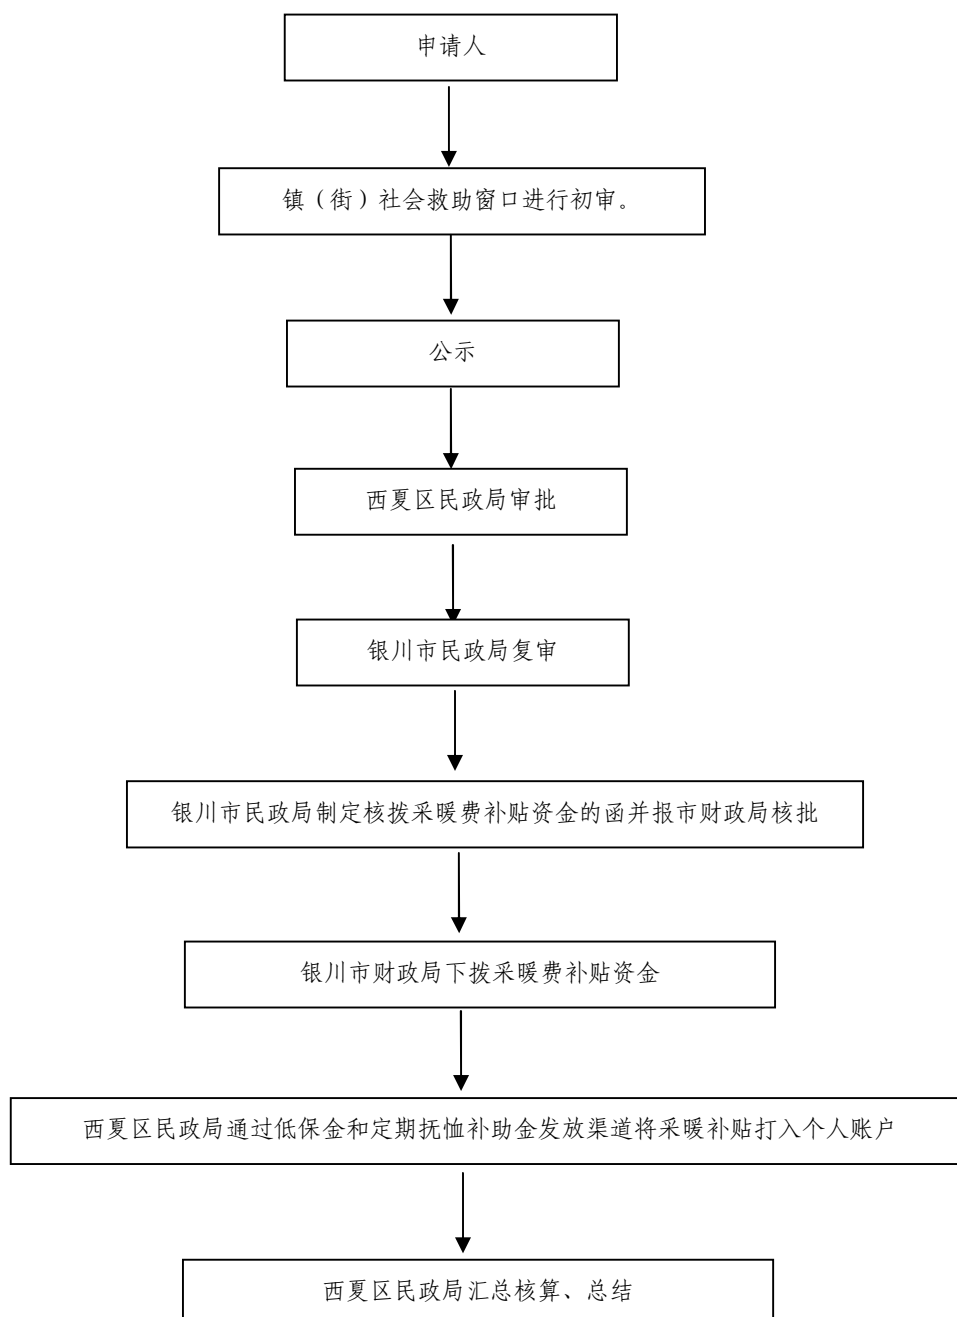 申请人
镇（街）社会救助窗口进行初审。
公示
西夏区民政局审批
银川市民政局复审
银川市民政局制定核拨采暖费补贴资金的函并报市财政局核批
银川市财政局下拨采暖费补贴资金
西夏区民政局通过低保金和定期抚恤补助金发放渠道将采暖补贴打入个人账户
西夏区民政局汇总核算、总结